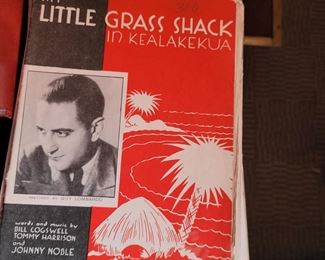 LITTLE GRASS SHACK
in KEALAKEKUA
words and music by
BILL COGSWELL
TOMMY HARRISON
and
JOHNNY NOBLE